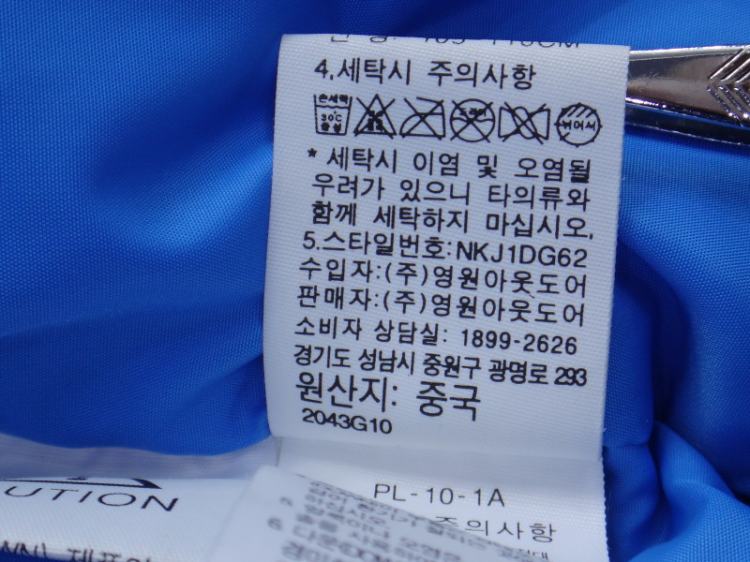 4.세탁시 주의사항
손세탁
30℃
중성
드라이
뉘어서
* 세탁시 이염 및 오염될
우려가 있으니 타의류와
함께 세탁하지 마십시오.
5.스타일번호:NKJ1DG62
수입자:(주)영원아웃도어
판매자:(주)영원아웃도어
소비자 상담실: 1899-2626
경기도 성남시 중원구 광명로 293
원산지: 중국
2043G10
PL-10-1A
UTION
주의사항